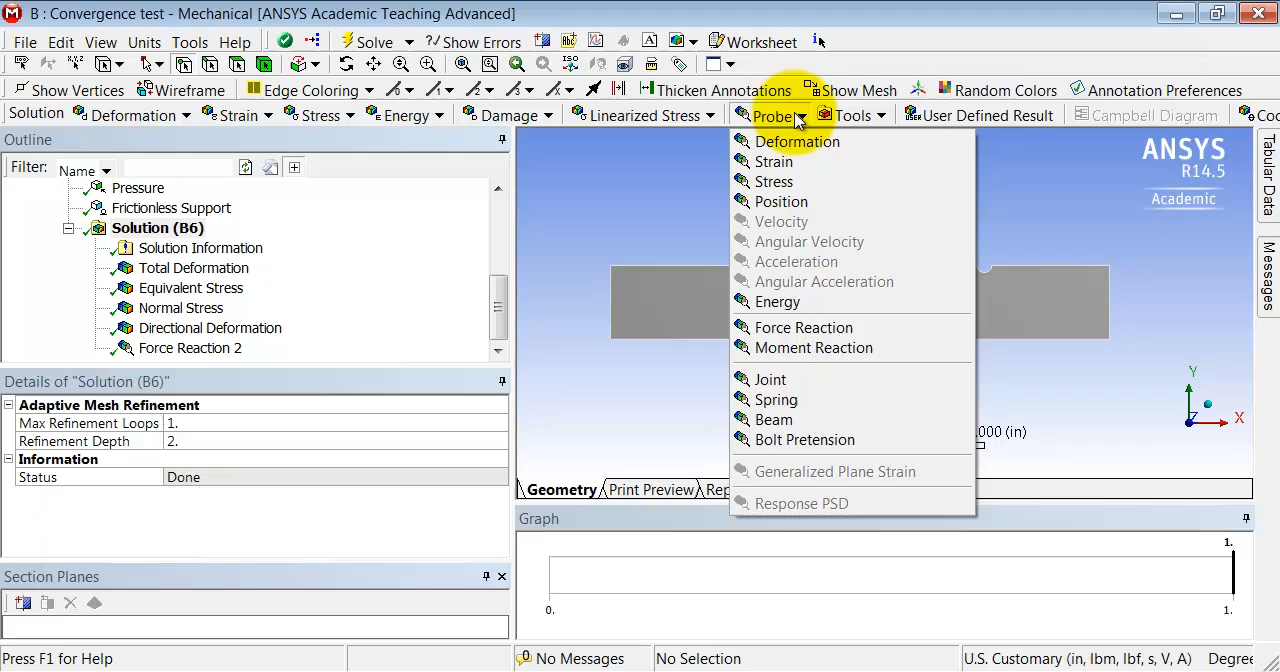 B : Convergence test - Mechanical [ANSYS Academic Teaching Advanced]
File Edit View Units Tools Help Solve ?/ Show Errors Worksheet
Show Vertices Wireframe Edge Coloring Thicken Annotations Show Mesh Random Colors Annotation Preferences
Solution Deformation Strain Stress Energy Damage Linearized Stress Probe Tools User Defined Result Campbell Diagram Coo
Outline
Filter: Name
Pressure
Frictionless Support
Solution (B6)
Solution Information
Total Deformation
Equivalent Stress
Normal Stress
Directional Deformation
Force Reaction 2
Details of "Solution (B6)"
Adaptive Mesh Refinement
Max Refinement Loops 1.
Refinement Depth 2.
Information
Status Done
Section Planes
Press F1 for Help
Deformation
Strain
Stress
Position
Velocity
Angular Velocity
Acceleration
Angular Acceleration
Energy
Force Reaction
Moment Reaction
Joint
Spring
Beam
Bolt Pretension
Generalized Plane Strain
Response PSD
ANSYS
R14.5
Academic
Y
X
Z
.000 (in)
Geometry Print Preview Rep
Graph
1.
0. 1.
Tabular Data
Messages
0 No Messages No Selection U.S. Customary (in, lbm, lbf, s, V, A) Degree